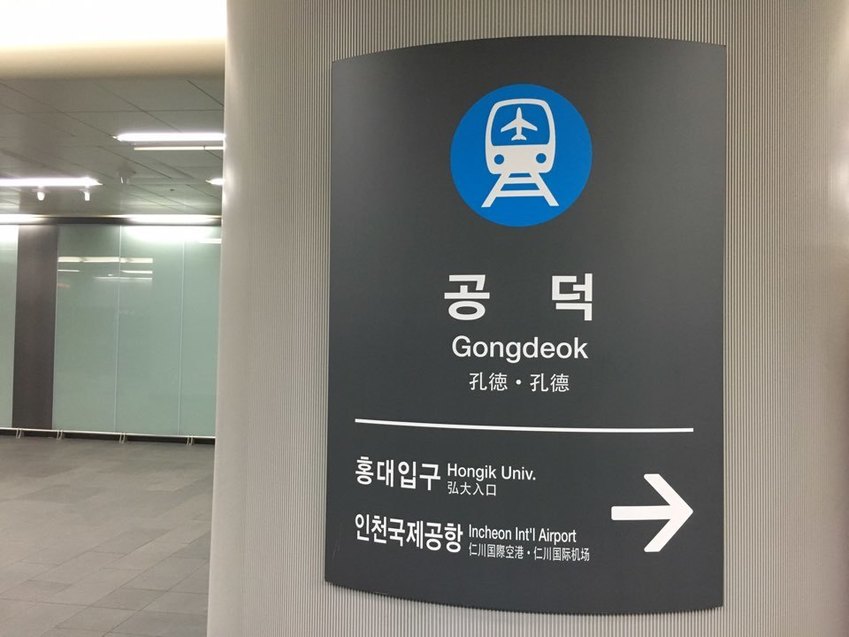 공덕
Gongdeok
孔徳・孔德
홍대입구 Hongik Univ.
弘大入口
인천국제공항 Incheon Int'l Airport
仁川国際空港・仁川国际机场